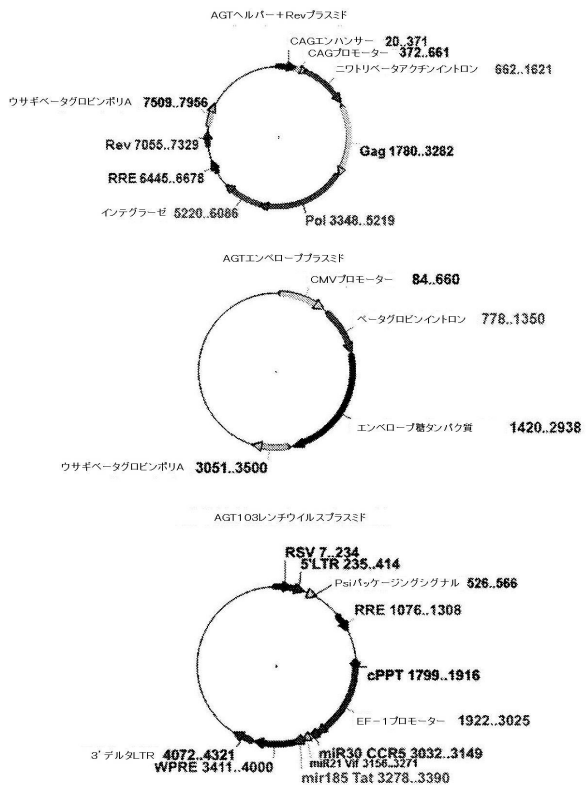 AGTヘルパー+Revプラスミド
CAGエンハンサー 20..371
CAGプロモーター 372..661
ニワトリベータアクチンイントロン 662..1621
ウサギベータグロビンポリA 7509..7956
Rev 7055..7329
Gag 1780..3282
RRE 6445..6678
インテグラーゼ 5220..6086
Pol 3348..5219
AGTエンベローププラスミド
CMVプロモーター 84..660
ベータグロビンイントロン 778..1350
エンベロープ糖タンパク質 1420..2938
ウサギベータグロビンポリA 3051..3500
AGT103レンチウイルスプラスミド
RSV 7..234
5'LTR 235..414
Psiパッケージングシグナル 526..566
RRE 1076..1308
cPPT 1799..1916
EF-1プロモーター 1922..3025
miR30 CCR5 3032..3149
miR21 Vif 3156..3271
mir185 Tat 3278..3390
3'デルタLTR 4072..4321
WPRE 3411..4000